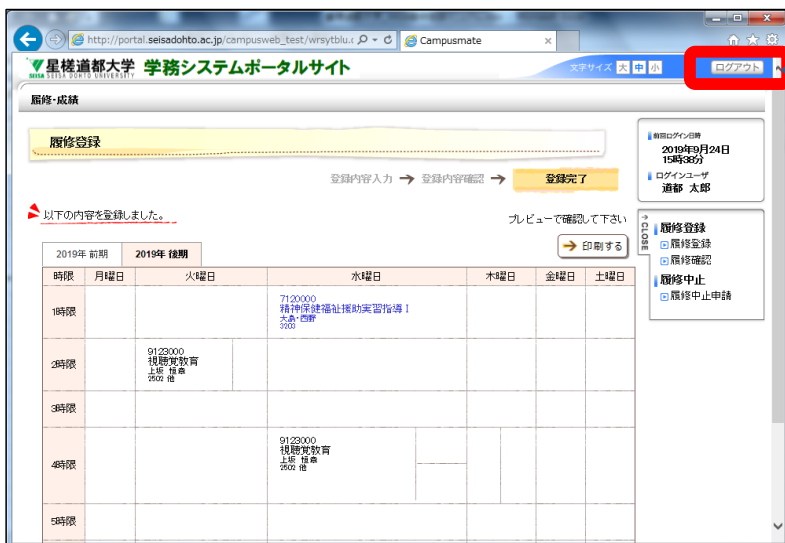 http://portal.seisadohto.ac.jp/campusweb_test/wrsytblu.
Campusmate
星槎道都大学 学務システムポータルサイト
SEISA DOHTO UNIVERSITY
文字サイズ 大 中 小
ログアウト
履修・成績
履修登録
登録内容入力 → 登録内容確認 → 登録完了
以下の内容を登録しました。
プレビューで確認して下さい
印刷する
2019年 前期 2019年 後期
時限 月曜日 火曜日 水曜日 木曜日 金曜日 土曜日
1時限
7120000
精神保健福祉援助実習指導Ⅰ
大島・西野
3203
2時限
9123000
視聴覚教育
2502 他
3時限
4時限
9123000
視聴覚教育
2502 他
5時限
前回ログイン日時
2019年9月24日
15時38分
ログインユーザ
道都 太郎
CLOSE
履修登録
履修登録
履修確認
履修中止
履修中止申請